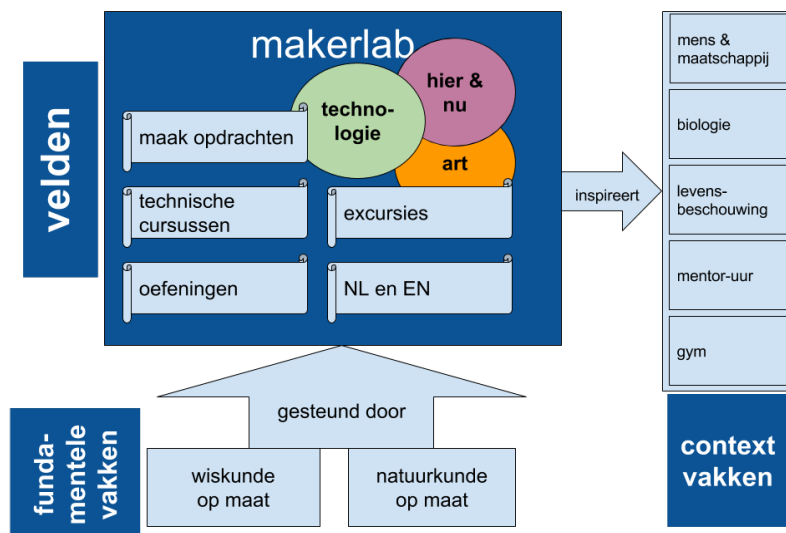 velden
makerlab
techno-
logie
hier &
nu
art
maak opdrachten
technische
cursussen
excursies
oefeningen
NL en EN
inspireert
mens &
maatschappij
biologie
levens-
beschouwing
mentor-uur
gym
context
vakken
gesteund door
funda-
mentele
vakken
wiskunde
op maat
natuurkunde
op maat